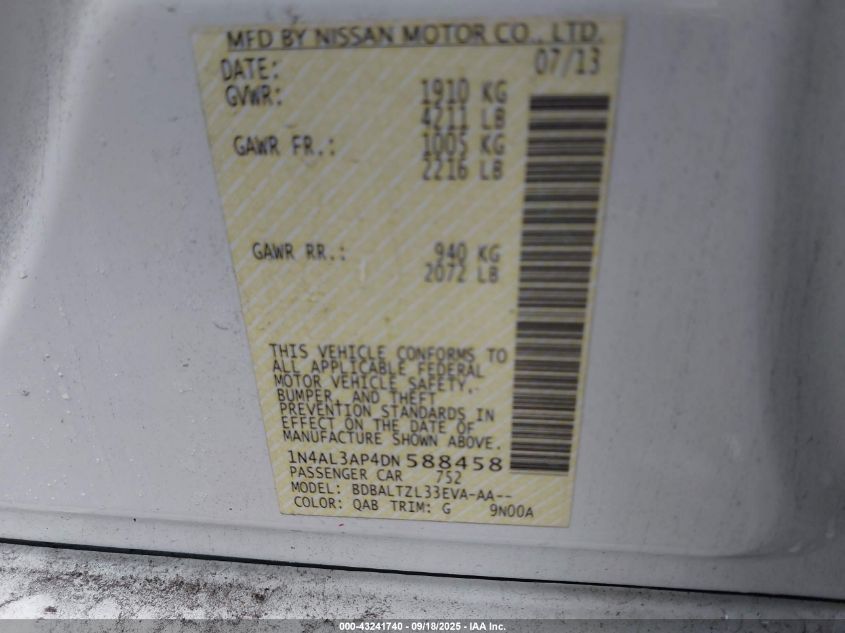 MFD BY NISSAN MOTOR CO., LTD.
DATE: 07/13
GVWR: 1910 KG
4211 LB
GAWR FR.: 1005 KG
2216 LB
GAWR RR.: 940 KG
2072 LB
THIS VEHICLE CONFORMS TO
ALL APPLICABLE FEDERAL
MOTOR VEHICLE SAFETY,
BUMPER, AND THEFT
PREVENTION STANDARDS IN
EFFECT ON THE DATE OF
MANUFACTURE SHOWN ABOVE.
1N4AL3AP4DN588458
PASSENGER CAR 752
MODEL: BDBALTZL33EVA-AA--
COLOR: QAB TRIM: G 9N00A
000-43241740 - 09/18/2025 - IAA Inc.